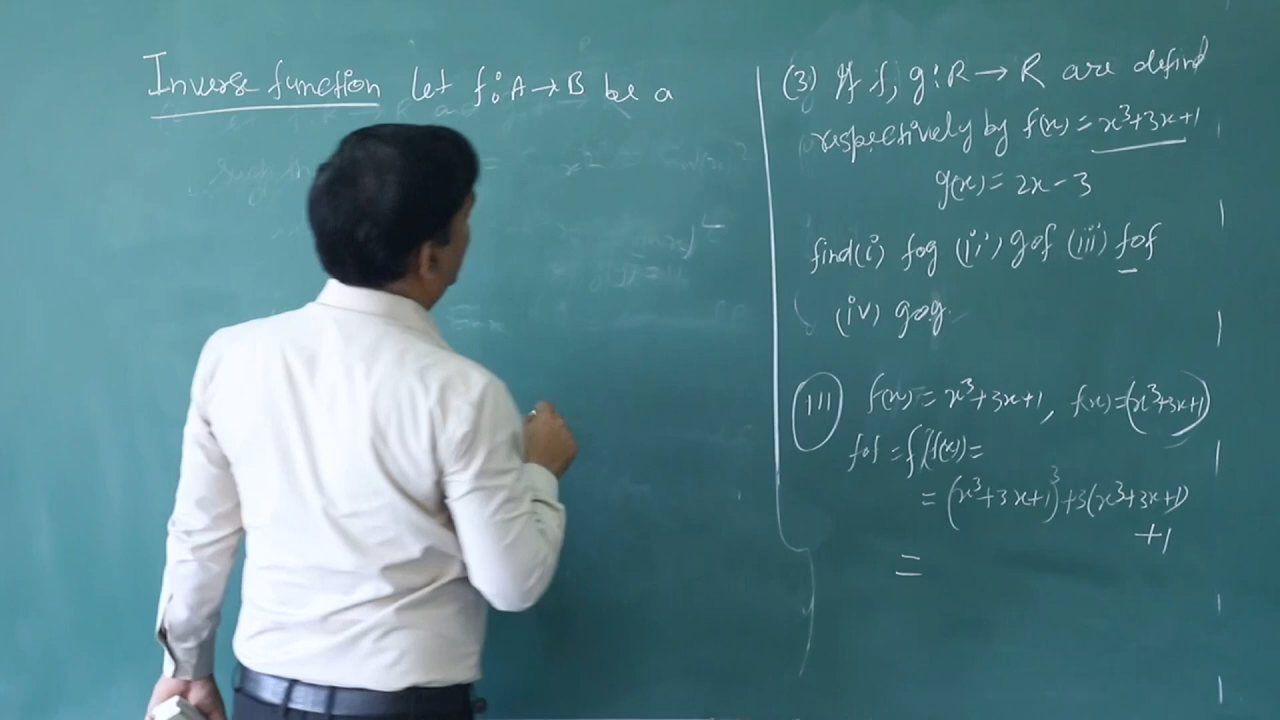 Inverse function Let f: A → B be a
(3) If f, g: R → R are defind
respectively by f(x) = x³+3x+1
g(x) = 2x - 3
find (i) fog (ii) gof (iii) fof
(iv) gog
(iii) f(x) = x³+3x+1, f(x) = (x³+3x+1)
fof = f(f(x)) =
= (x³+3x+1)³+3(x³+3x+1)
+1
=